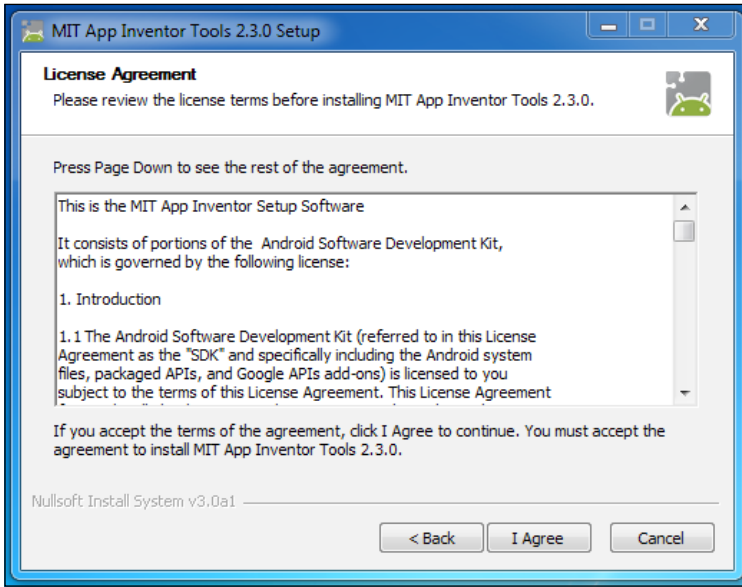 MIT App Inventor Tools 2.3.0 Setup
License Agreement
Please review the license terms before installing MIT App Inventor Tools 2.3.0.
Press Page Down to see the rest of the agreement.
This is the MIT App Inventor Setup Software
It consists of portions of the  Android Software Development Kit,
which is governed by the following license:
1. Introduction
1.1 The Android Software Development Kit (referred to in this License
Agreement as the "SDK" and specifically including the Android system
files, packaged APIs, and Google APIs add-ons) is licensed to you
subject to the terms of this License Agreement. This License Agreement
If you accept the terms of the agreement, click I Agree to continue. You must accept the
agreement to install MIT App Inventor Tools 2.3.0.
Nullsoft Install System v3.0a1
< Back I Agree Cancel